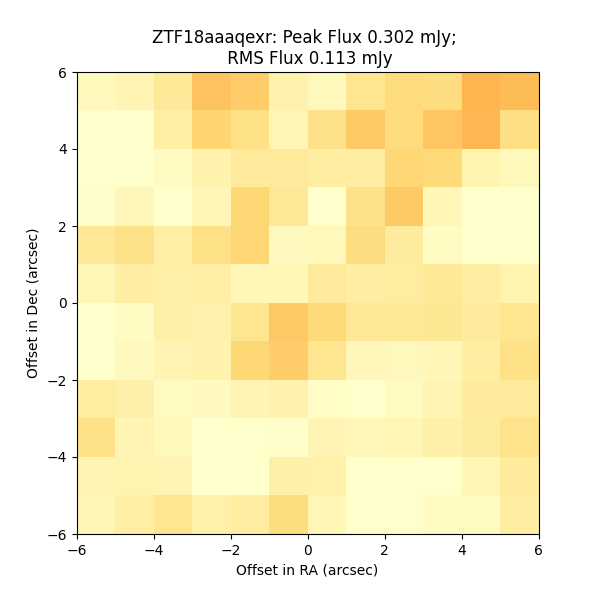 ZTF18aaaqexr: Peak Flux 0.302 mJy;
RMS Flux 0.113 mJy
6
4
2
0
−2
−4
−6
Offset in Dec (arcsec)
−6 −4 −2 0 2 4 6
Offset in RA (arcsec)